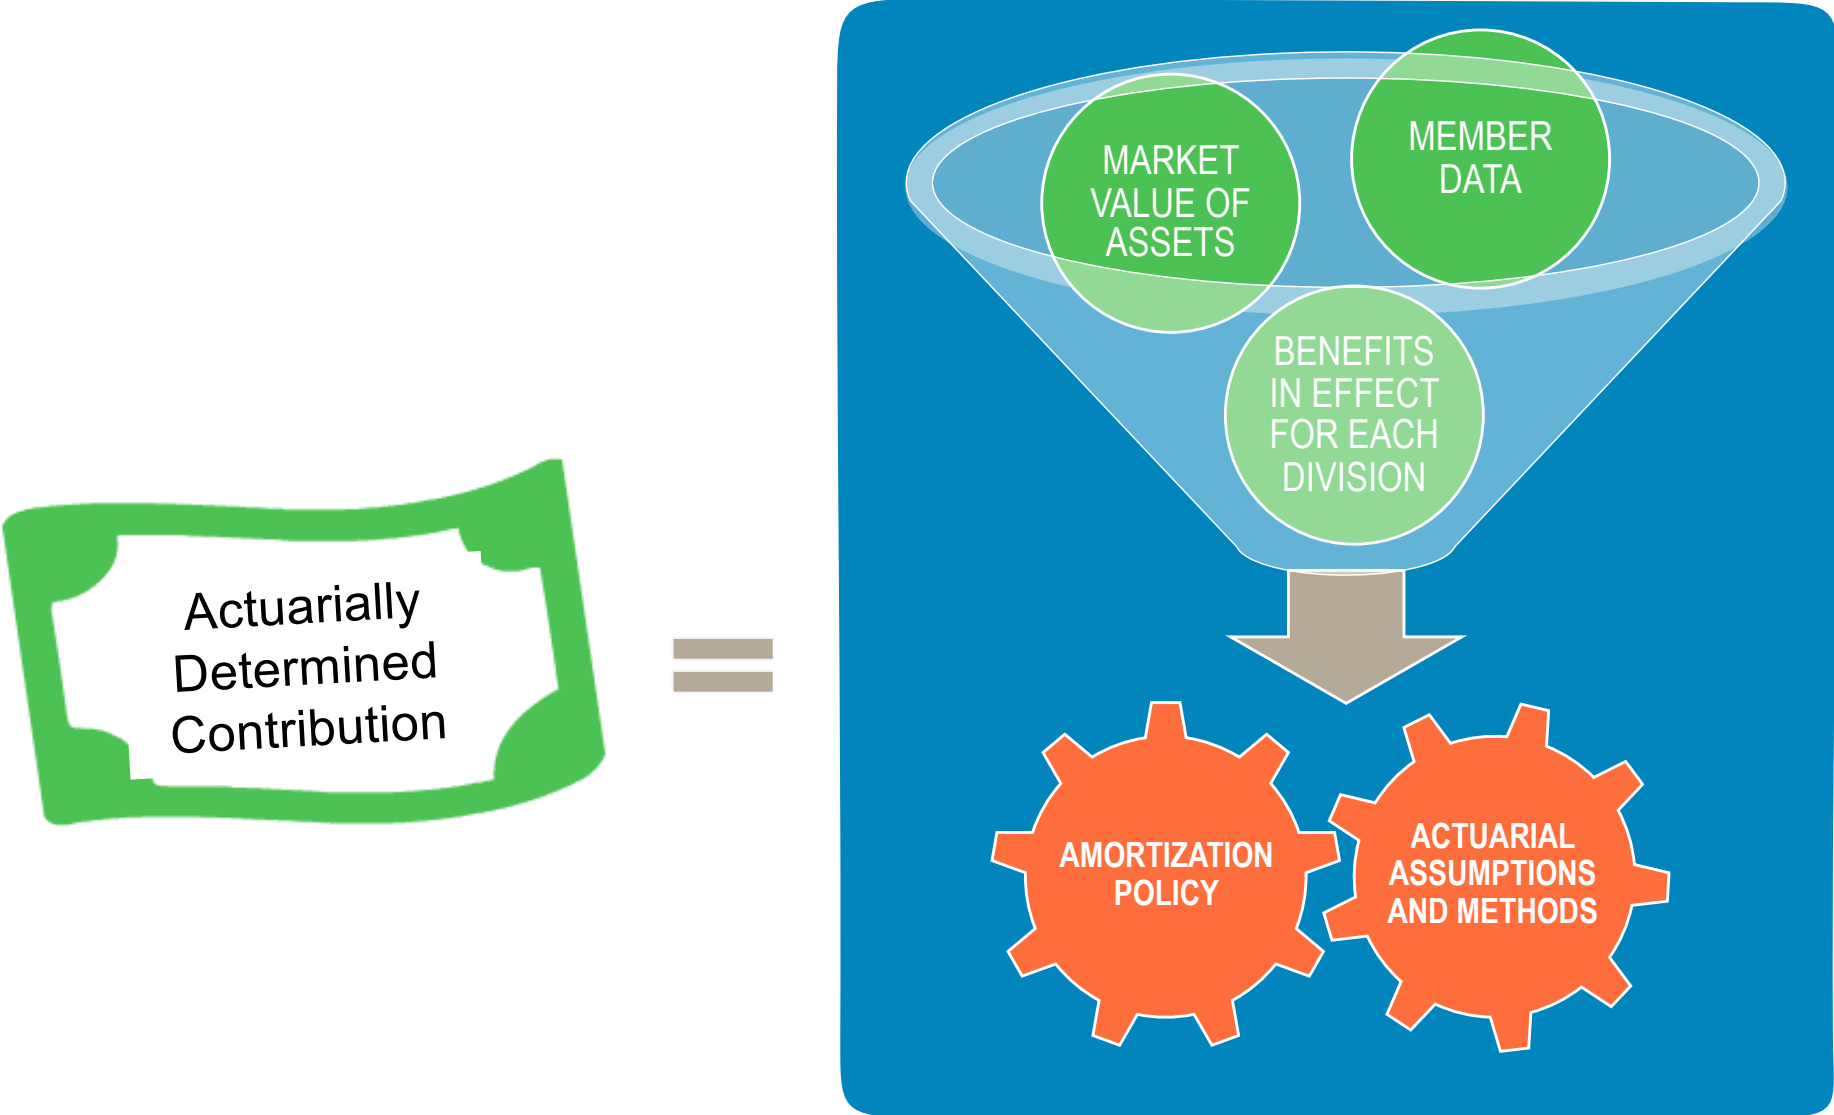 Actuarially
Determined
Contribution
MARKET
VALUE OF
ASSETS
MEMBER
DATA
BENEFITS
IN EFFECT
FOR EACH
DIVISION
AMORTIZATION
POLICY
ACTUARIAL
ASSUMPTIONS
AND METHODS